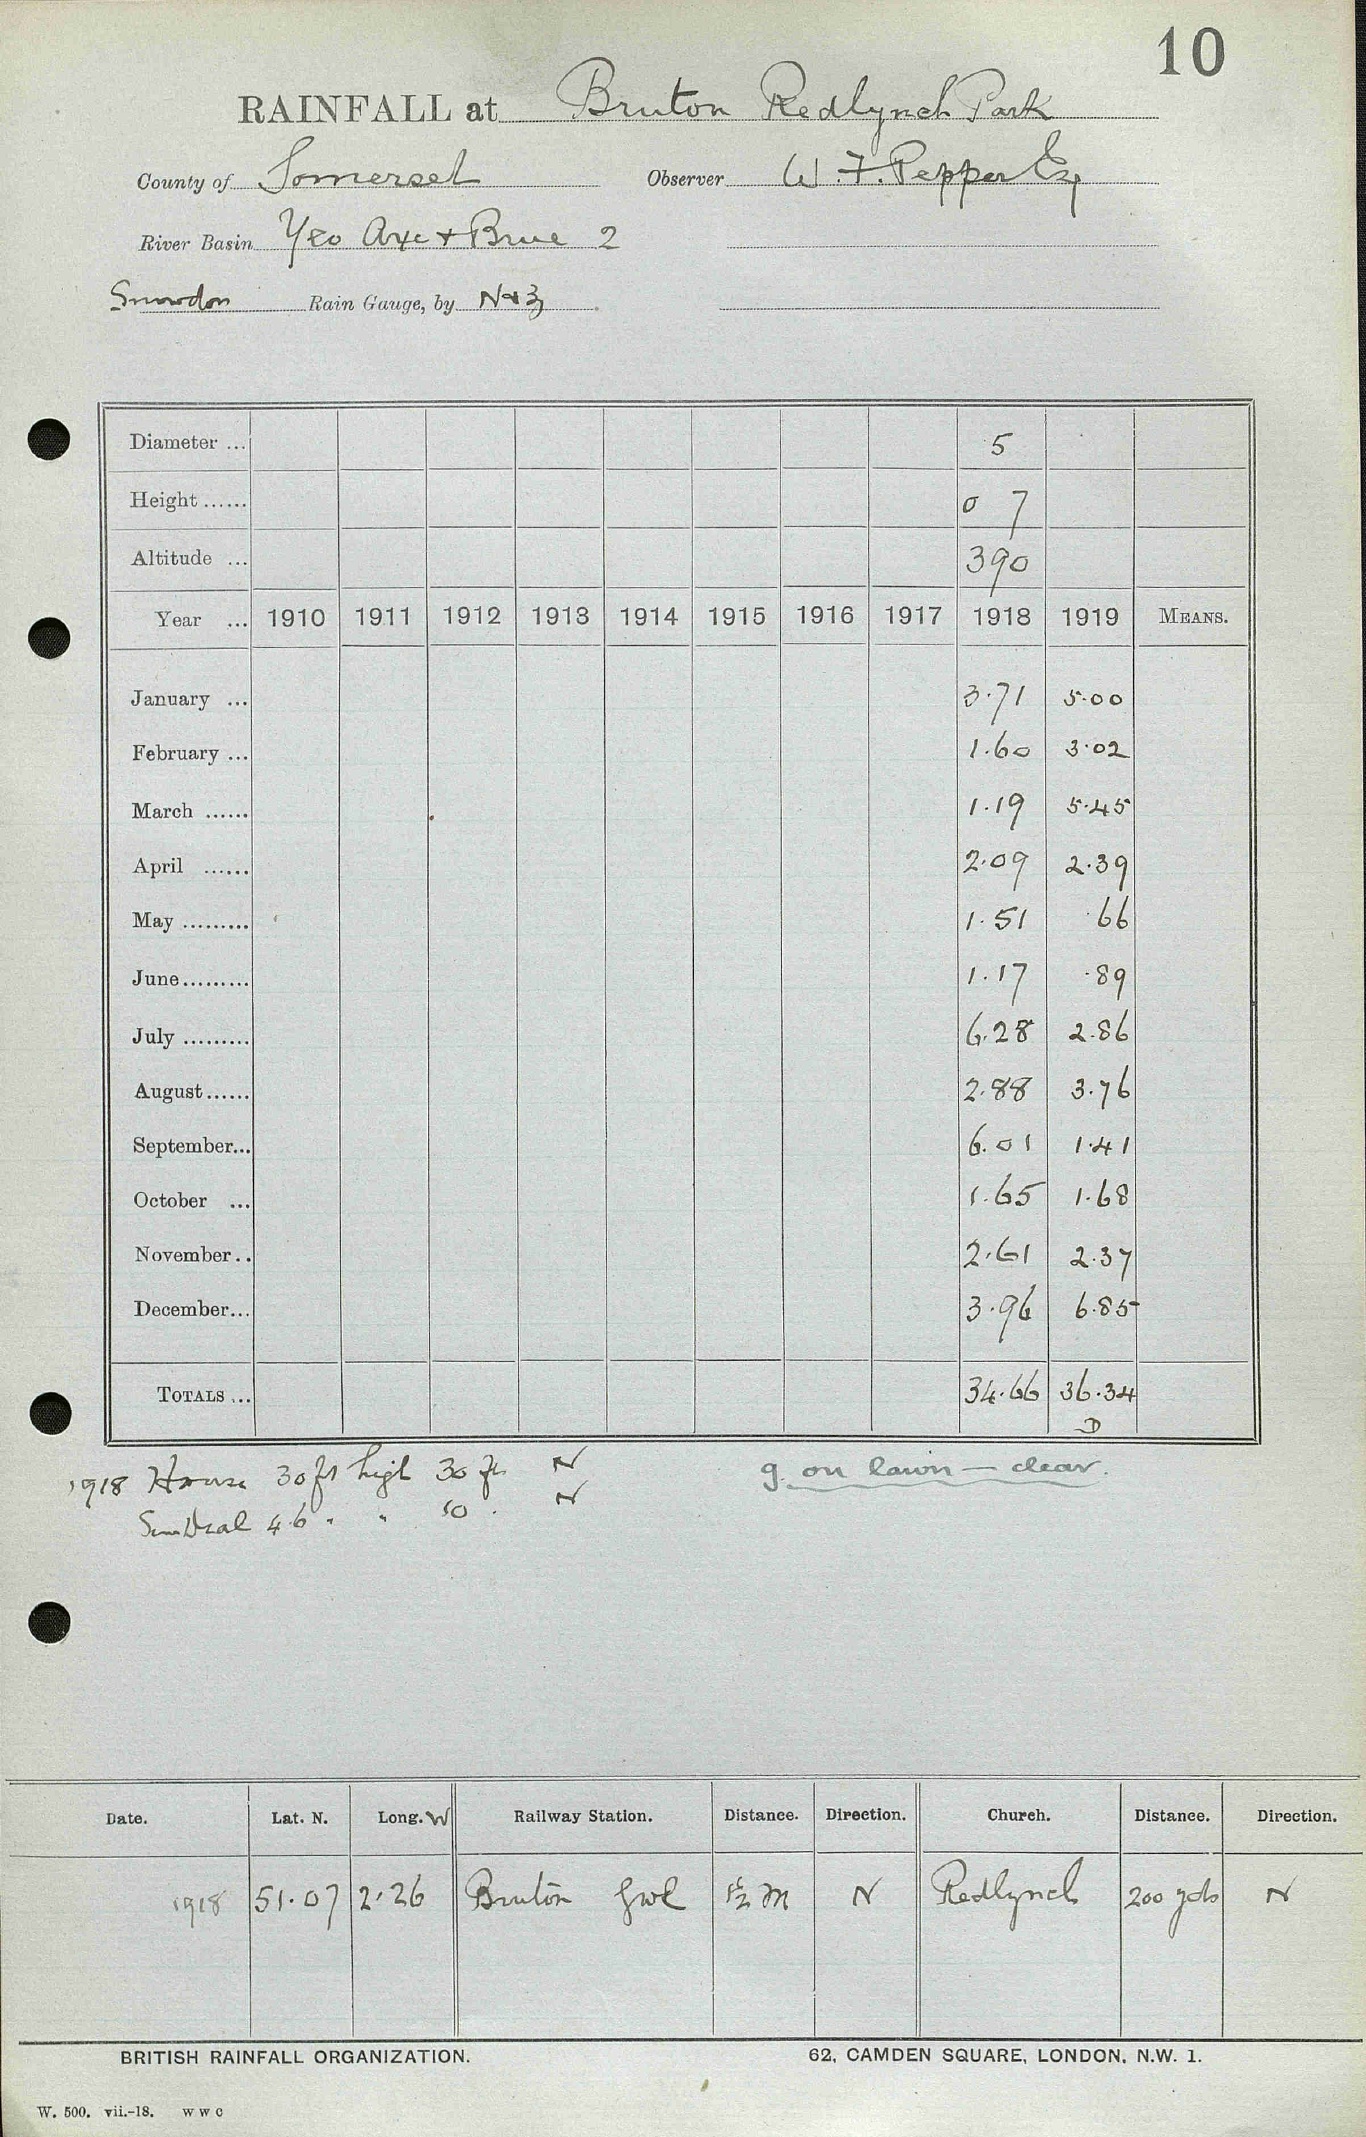 10
RAINFALL at Bruton Redlynch Park
County of Somerset Observer W. F. Pepper Esq
River Basin Yeo Axe + Brue 2
Snowdon Rain Gauge, by N+Z
Diameter ... 5
Height ...... 0 7
Altitude ... 390
Year ... 1910 1911 1912 1913 1914 1915 1916 1917 1918 1919 MEANS.
January ... 3.71 5.00
February ... 1.60 3.02
March ...... 1.19 5.45
April ...... 2.09 2.39
May ......... 1.51 .66
June ......... 1.17 .89
July ......... 6.28 2.86
August ...... 2.88 3.76
September... 6.01 1.41
October ... 1.65 1.68
November.. 2.61 2.37
December... 3.96 6.85
TOTALS ... 34.66 36.34
D
1918 House 30 ft high 30 ft N g. on lawn — clear.
Sun Dial 4.6 " " 10 . N
Date. Lat. N. Long. W Railway Station. Distance. Direction. Church. Distance. Direction.
1918 51.07 2.26 Bruton GWR M N Redlynch 200 yds N
BRITISH RAINFALL ORGANIZATION. 62, CAMDEN SQUARE, LONDON, N.W. 1.
W. 500. vii.-18. W W C